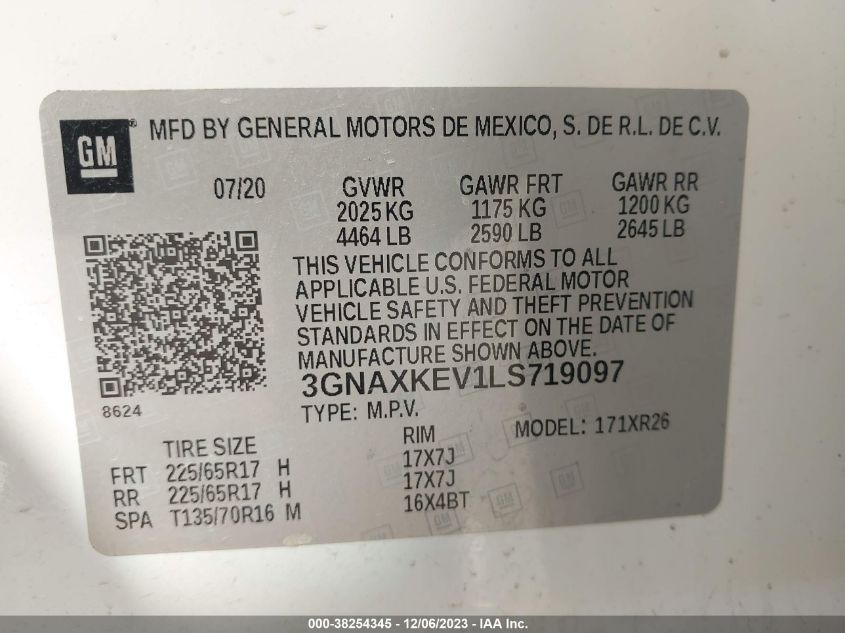 GM ® MFD BY GENERAL MOTORS DE MEXICO, S. DE R.L. DE C.V.
07/20 GVWR GAWR FRT GAWR RR
2025 KG 1175 KG 1200 KG
4464 LB 2590 LB 2645 LB
THIS VEHICLE CONFORMS TO ALL
APPLICABLE U.S. FEDERAL MOTOR
VEHICLE SAFETY AND THEFT PREVENTION
STANDARDS IN EFFECT ON THE DATE OF
MANUFACTURE SHOWN ABOVE.
3GNAXKEV1LS719097
8624
TYPE: M.P.V. MODEL: 171XR26
TIRE SIZE RIM
FRT 225/65R17 H 17X7J
RR 225/65R17 H 17X7J
SPA T135/70R16 M 16X4BT
000-38254345 - 12/06/2023 - IAA Inc.